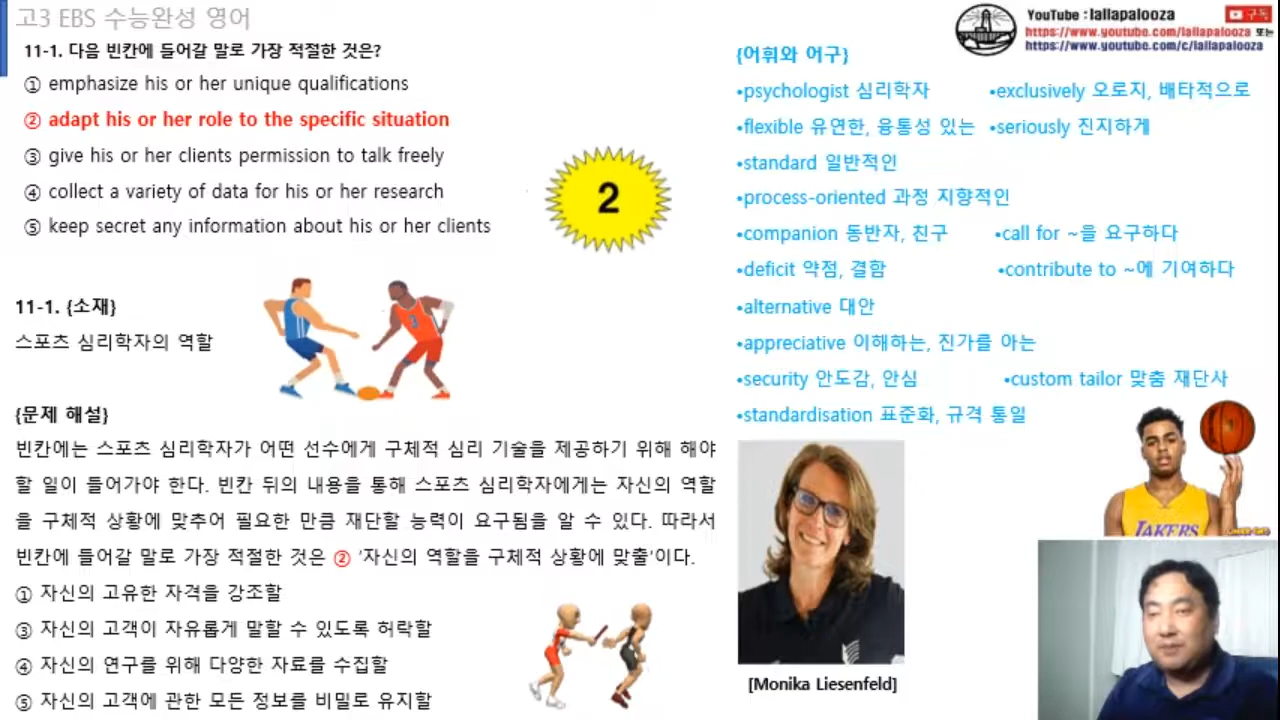 고3 EBS 수능완성 영어
11-1. 다음 빈칸에 들어갈 말로 가장 적절한 것은?
① emphasize his or her unique qualifications
② adapt his or her role to the specific situation
③ give his or her clients permission to talk freely
④ collect a variety of data for his or her research
⑤ keep secret any information about his or her clients
2
11-1. {소재}
스포츠 심리학자의 역할
3
{문제 해설}
빈칸에는 스포츠 심리학자가 어떤 선수에게 구체적 심리 기술을 제공하기 위해 해야
할 일이 들어가야 한다. 빈칸 뒤의 내용을 통해 스포츠 심리학자에게는 자신의 역할
을 구체적 상황에 맞추어 필요한 만큼 재단할 능력이 요구됨을 알 수 있다. 따라서
빈칸에 들어갈 말로 가장 적절한 것은 ② ‘자신의 역할을 구체적 상황에 맞출’이다.
① 자신의 고유한 자격을 강조할
③ 자신의 고객이 자유롭게 말할 수 있도록 허락할
④ 자신의 연구를 위해 다양한 자료를 수집할
⑤ 자신의 고객에 관한 모든 정보를 비밀로 유지할
YouTube : lallapalooza 구독
https://www.youtube.com/lallapalooza 또는
https://www.youtube.com/c/lallapalooza
{어휘와 어구}
•psychologist 심리학자 •exclusively 오로지, 배타적으로
•flexible 유연한, 융통성 있는 •seriously 진지하게
•standard 일반적인
•process-oriented 과정 지향적인
•companion 동반자, 친구 •call for ~을 요구하다
•deficit 약점, 결함 •contribute to ~에 기여하다
•alternative 대안
•appreciative 이해하는, 진가를 아는
•security 안도감, 안심 •custom tailor 맞춤 재단사
•standardisation 표준화, 규격 통일
LAKERS
[Monika Liesenfeld]